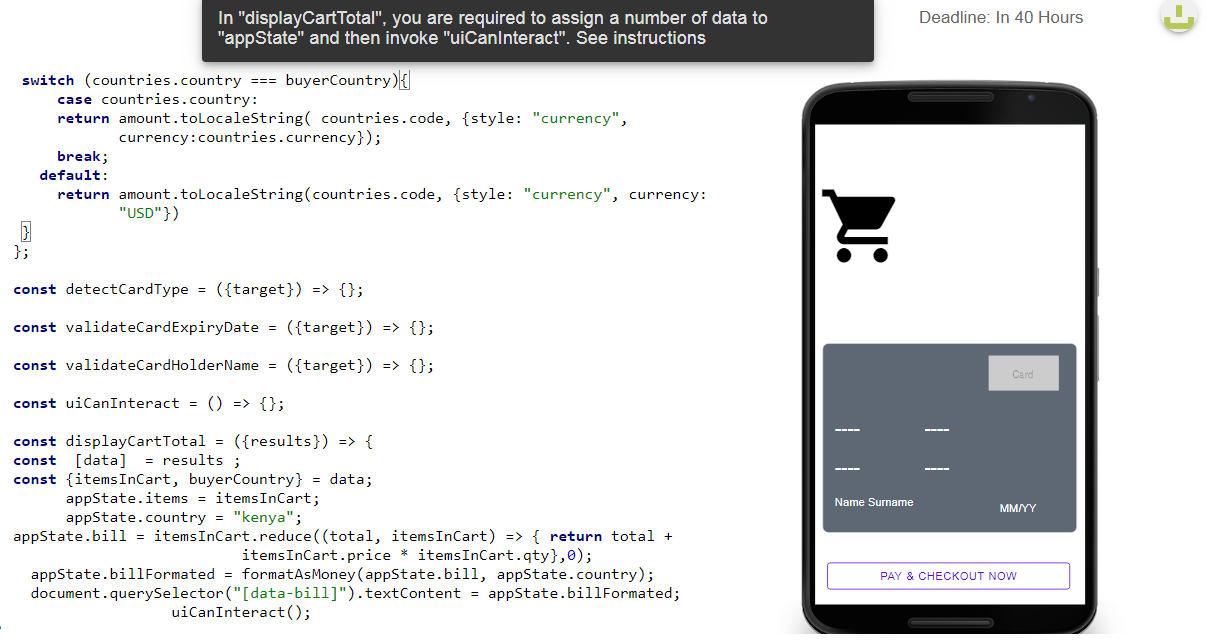 In "displayCartTotal", you are required to assign a number of data to
"appState" and then invoke "uiCanInteract". See instructions
Deadline: In 40 Hours
switch (countries.country === buyerCountry){
case countries.country:
return amount.toLocaleString( countries.code, {style: "currency",
currency:countries.currency});
break;
default:
return amount.toLocaleString(countries.code, {style: "currency", currency:
"USD"})
}
};
const detectCardType = ({target}) => {};
const validateCardExpiryDate = ({target}) => {};
const validateCardHolderName = ({target}) => {};
const uiCanInteract = () => {};
const displayCartTotal = ({results}) => {
const  [data]  = results ;
const {itemsInCart, buyerCountry} = data;
appState.items = itemsInCart;
appState.country = "kenya";
appState.bill = itemsInCart.reduce((total, itemsInCart) => { return total +
itemsInCart.price * itemsInCart.qty},0);
appState.billFormated = formatAsMoney(appState.bill, appState.country);
document.querySelector("[data-bill]").textContent = appState.billFormated;
uiCanInteract();
Card
---- ----
---- ----
Name Surname
MM/YY
PAY & CHECKOUT NOW